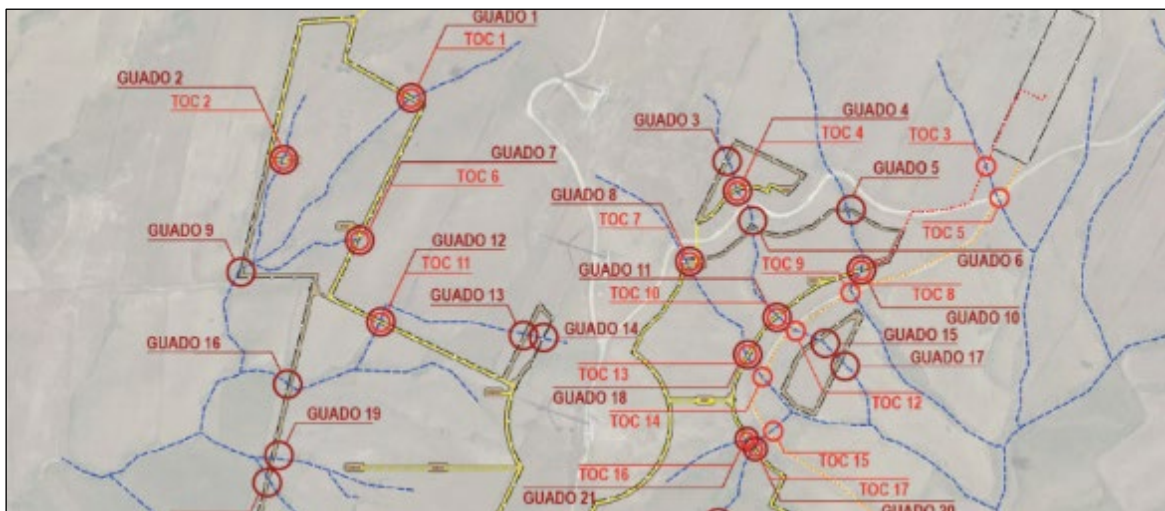 GUADO 1
TOC 1
GUADO 2
TOC 2
GUADO 3
GUADO 4
TOC 4
TOC 3
GUADO 7
TOC 6
GUADO 5
GUADO 8
TOC 7
TOC 5
GUADO 9
GUADO 12
TOC 11
GUADO 6
GUADO 11
TOC 9
TOC 10
TOC 8
GUADO 13
GUADO 10
GUADO 14
GUADO 15
GUADO 16
GUADO 17
TOC 13
GUADO 18
TOC 12
TOC 14
GUADO 19
TOC 15
TOC 16
TOC 17
GUADO 21
GUADO 20